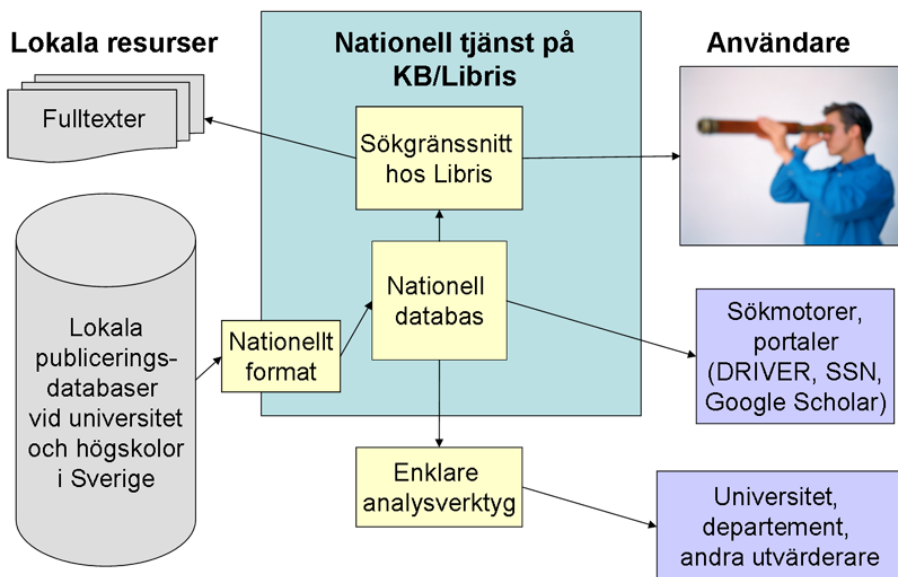 Lokala resurser
Nationell tjänst på
KB/Libris
Användare
Fulltexter
Sökgränssnitt
hos Libris
Lokala
publicerings-
databaser
vid universitet
och högskolor
i Sverige
Nationellt
format
Nationell
databas
Sökmotorer,
portaler
(DRIVER, SSN,
Google Scholar)
Enklare
analysverktyg
Universitet,
departement,
andra utvärderare